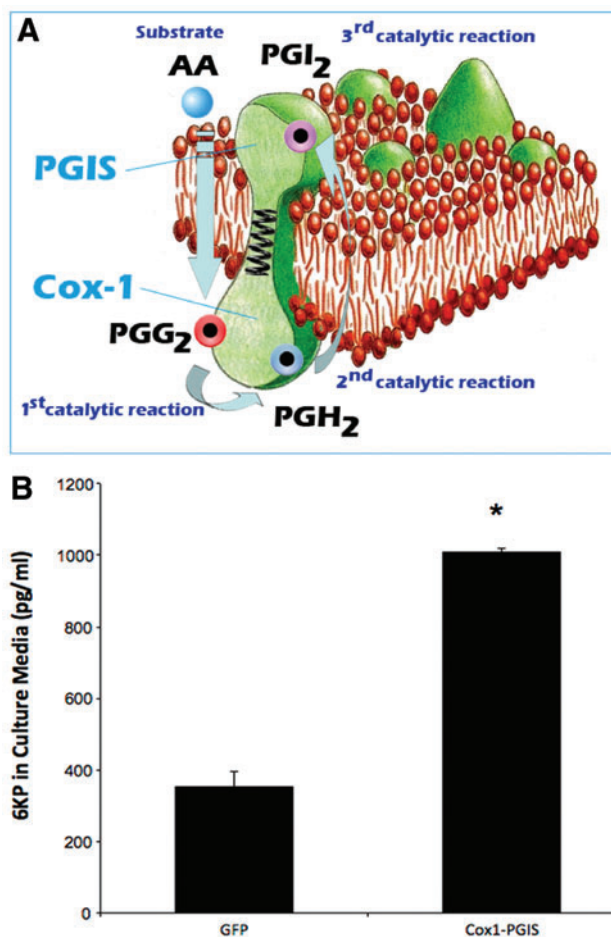 A
Substrate
AA
PGI2
3rd catalytic reaction
PGIS
Cox-1
PGG2
1st catalytic reaction
PGH2
2nd catalytic reaction
B
6KP in Culture Media (pg/ml)
1200
1000
800
600
400
200
0
*
GFP
Cox1-PGIS